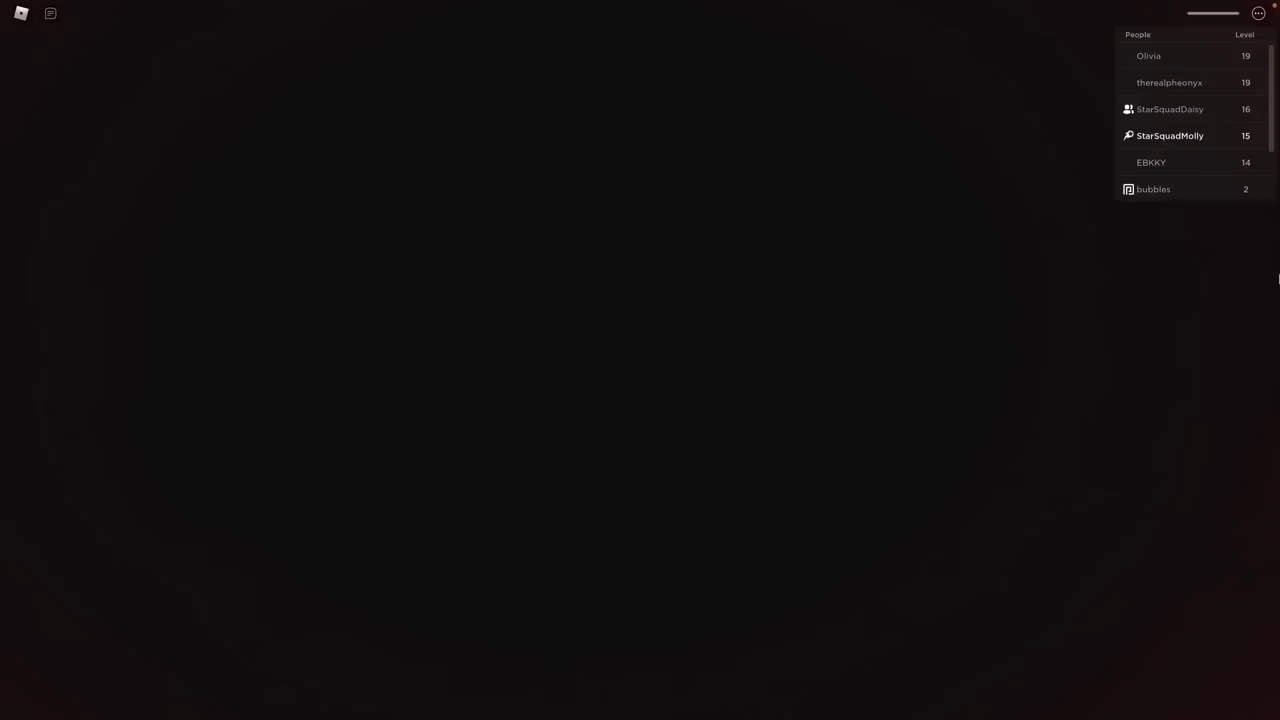 People Level
Olivia 19
therealpheonyx 19
StarSquadDaisy 16
StarSquadMolly 15
EBKKY 14
bubbles 2